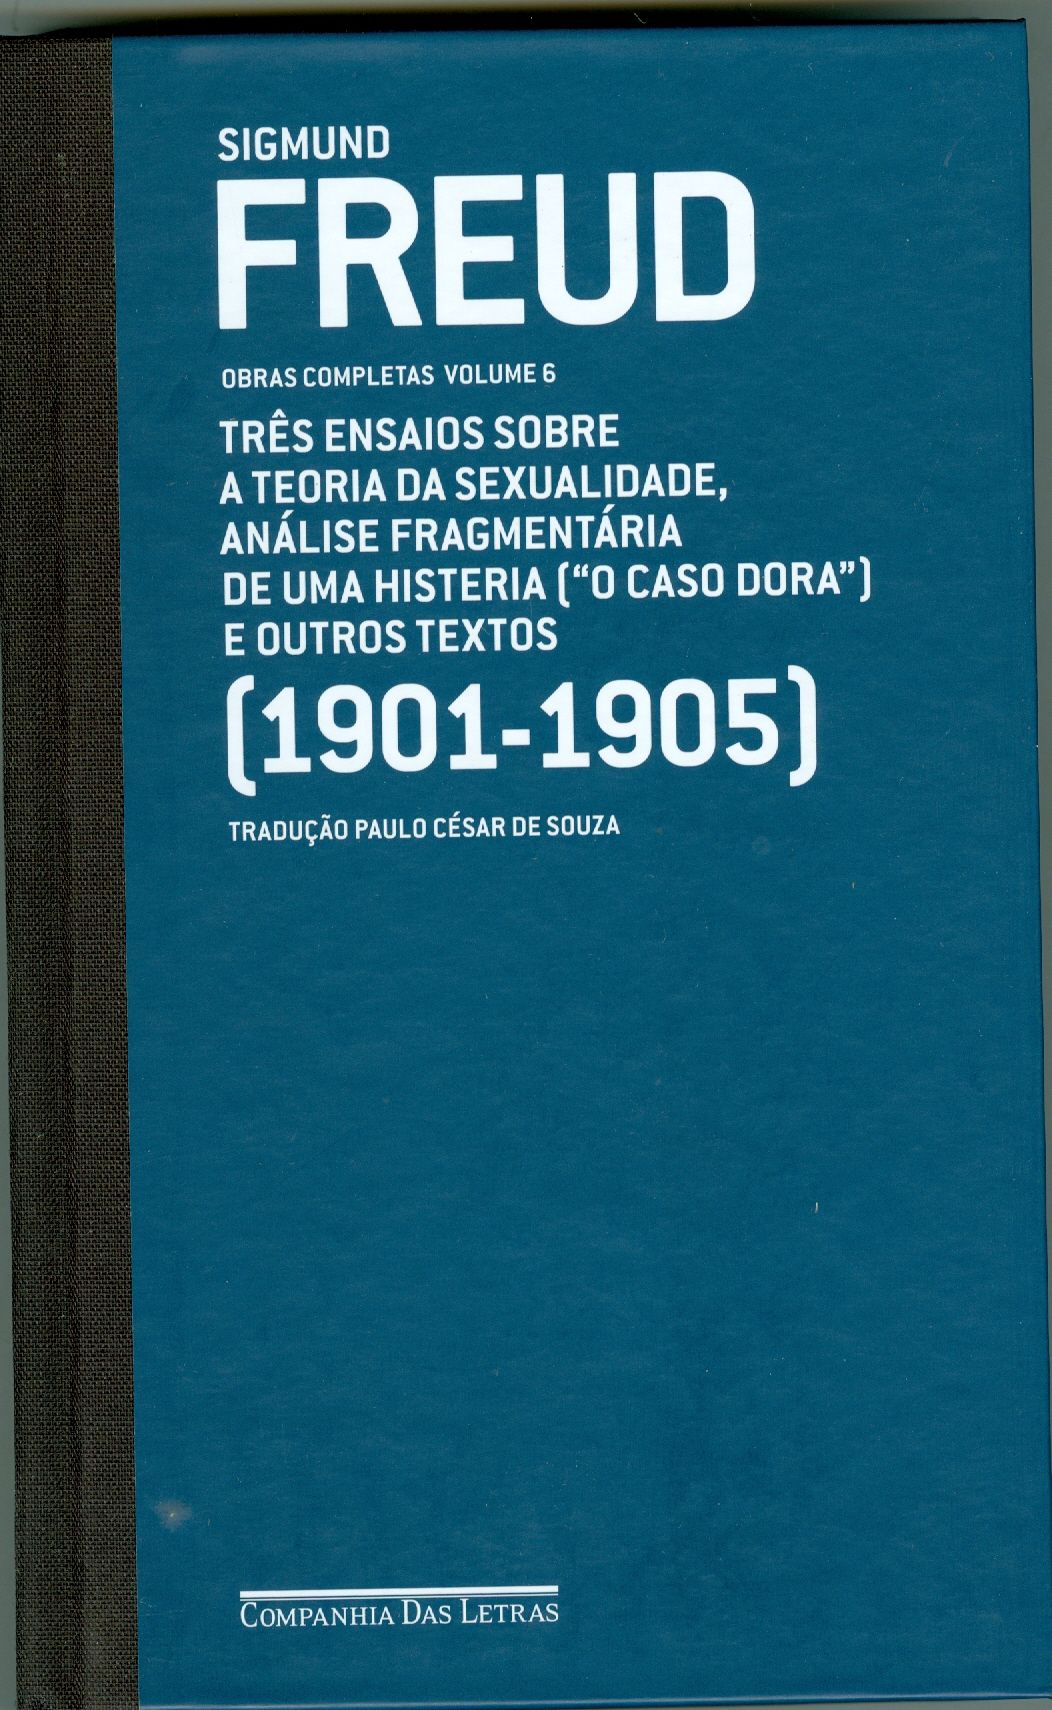 SIGMUND
FREUD
OBRAS COMPLETAS VOLUME 6
TRÊS ENSAIOS SOBRE
A TEORIA DA SEXUALIDADE,
ANÁLISE FRAGMENTÁRIA
DE UMA HISTERIA (“O CASO DORA”)
E OUTROS TEXTOS
(1901-1905)
TRADUÇÃO PAULO CÉSAR DE SOUZA
COMPANHIA DAS LETRAS